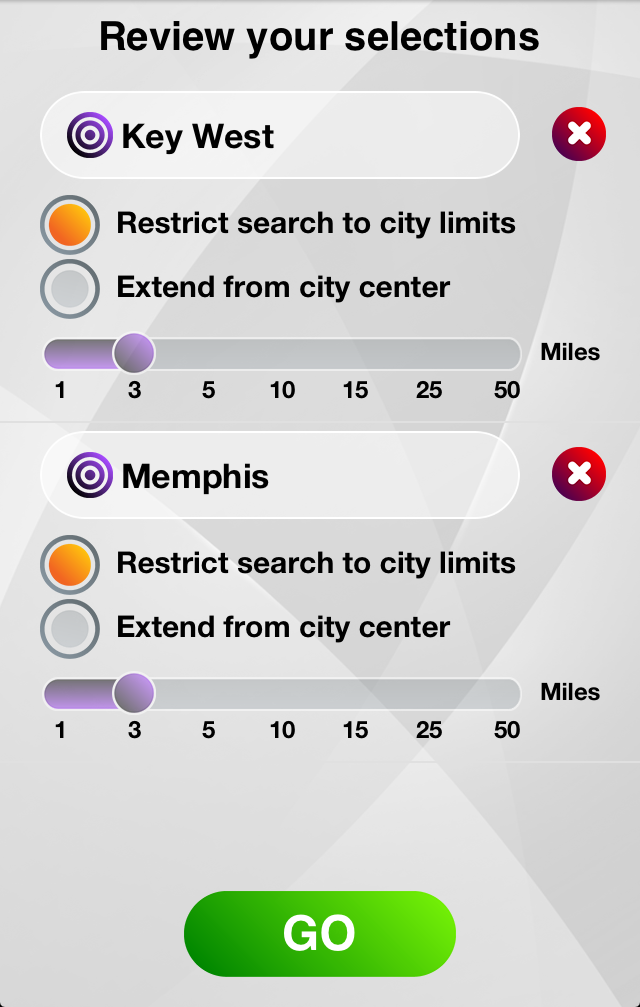 Review your selections
Key West
Restrict search to city limits
Extend from city center
Miles
1 3 5 10 15 25 50
Memphis
Restrict search to city limits
Extend from city center
Miles
1 3 5 10 15 25 50
GO